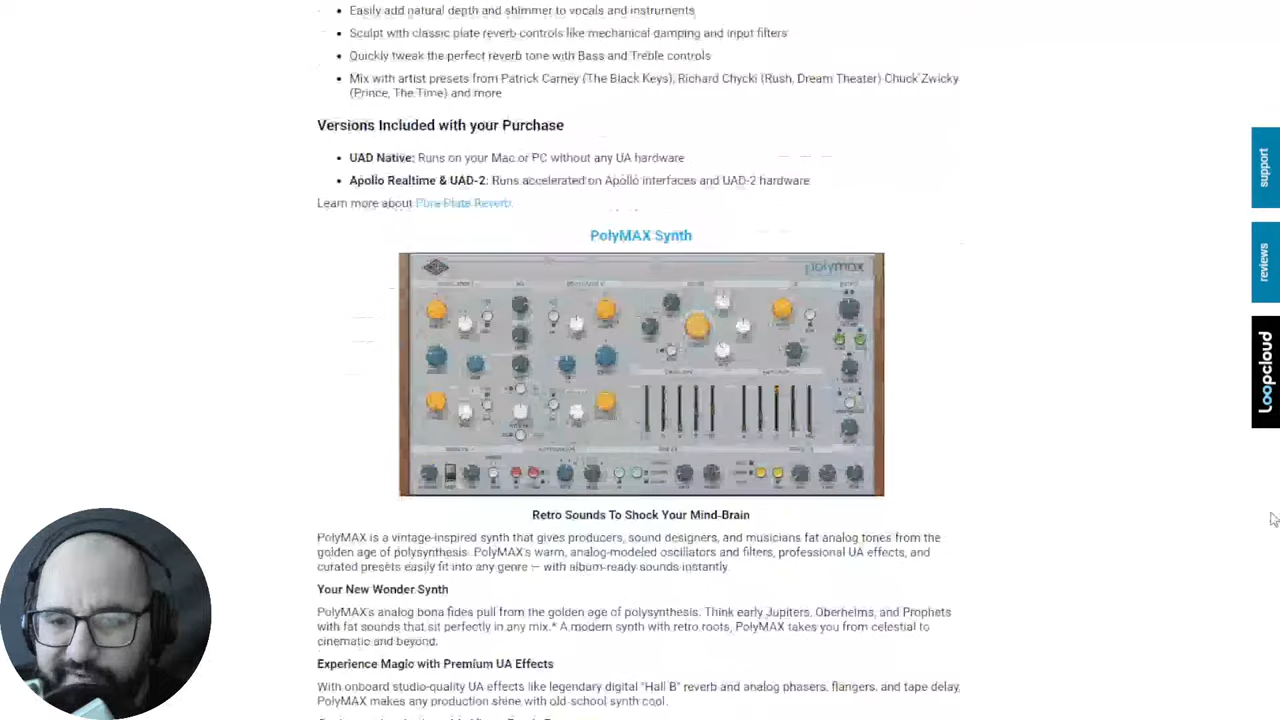 Easily add natural depth and shimmer to vocals and instruments
Sculpt with classic plate reverb controls like mechanical damping and input filters
Quickly tweak the perfect reverb tone with Bass and Treble controls
Mix with artist presets from Patrick Carney (The Black Keys), Richard Chycki (Rush, Dream Theater) Chuck Zwicky
(Prince, The Time) and more
Versions Included with your Purchase
UAD Native: Runs on your Mac or PC without any UA hardware
Apollo Realtime & UAD-2: Runs accelerated on Apollo interfaces and UAD-2 hardware
Learn more about Pure Plate Reverb.
PolyMAX Synth
polymax
Retro Sounds To Shock Your Mind-Brain
PolyMAX is a vintage-inspired synth that gives producers, sound designers, and musicians fat analog tones from the
golden age of polysynthesis. PolyMAX's warm, analog-modeled oscillators and filters, professional UA effects, and
curated presets easily fit into any genre — with album-ready sounds instantly.
Your New Wonder Synth
PolyMAX's analog bona fides pull from the golden age of polysynthesis. Think early Jupiters, Oberheims, and Prophets
with fat sounds that sit perfectly in any mix.* A modern synth with retro roots, PolyMAX takes you from celestial to
cinematic and beyond.
Experience Magic with Premium UA Effects
With onboard studio-quality UA effects like legendary digital "Hall B" reverb and analog phasers, flangers, and tape delay,
PolyMAX makes any production shine with old-school synth cool.
support
reviews
Loopcloud